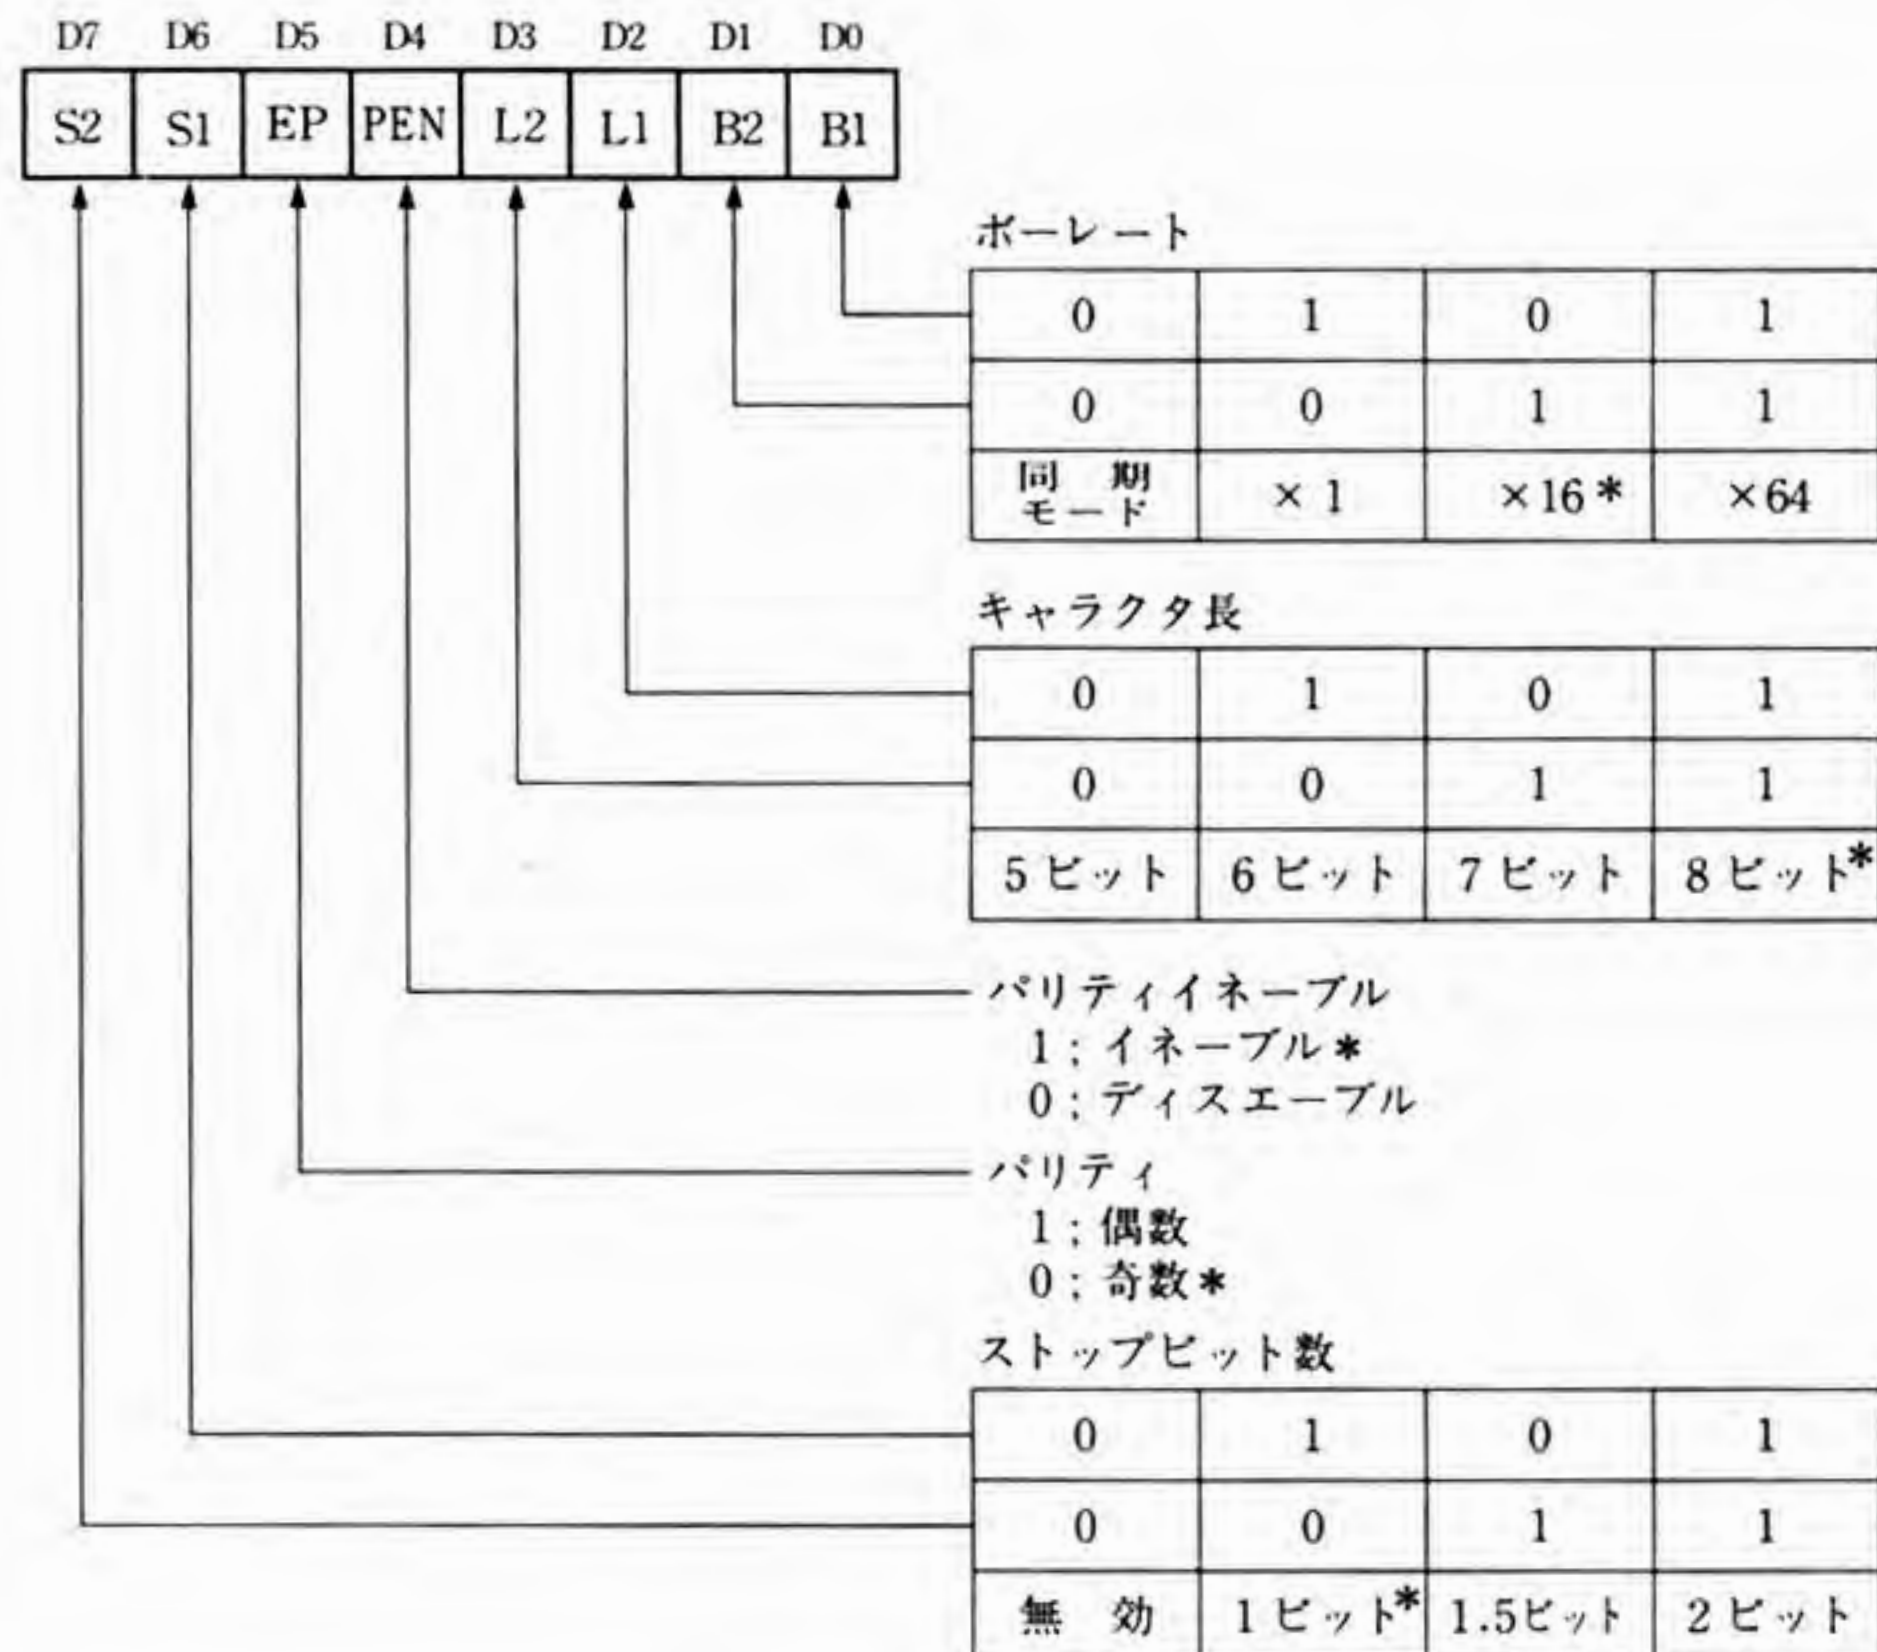 D7 D6 D5 D4 D3 D2 D1 D0
S2 S1 EP PEN L2 L1 B2 B1
ボーレート
0 1 0 1
0 0 1 1
同期モード ×1 ×16* ×64
キャラクタ長
0 1 0 1
0 0 1 1
5ビット 6ビット 7ビット 8ビット*
パリティイネーブル
1;イネーブル*
0;ディスエーブル
パリティ
1;偶数
0;奇数*
ストップビット数
0 1 0 1
0 0 1 1
無効 1ビット* 1.5ビット 2ビット